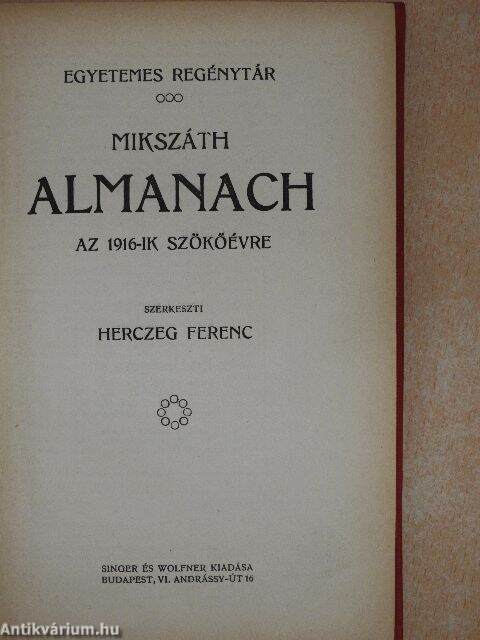 EGYETEMES REGÉNYTÁR
MIKSZÁTH
ALMANACH
AZ 1916-IK SZÖKŐÉVRE
SZERKESZTI
HERCZEG FERENC
SINGER ÉS WOLFNER KIADÁSA
BUDAPEST, VI. ANDRÁSSY-ÚT 16
Antikvárium.hu